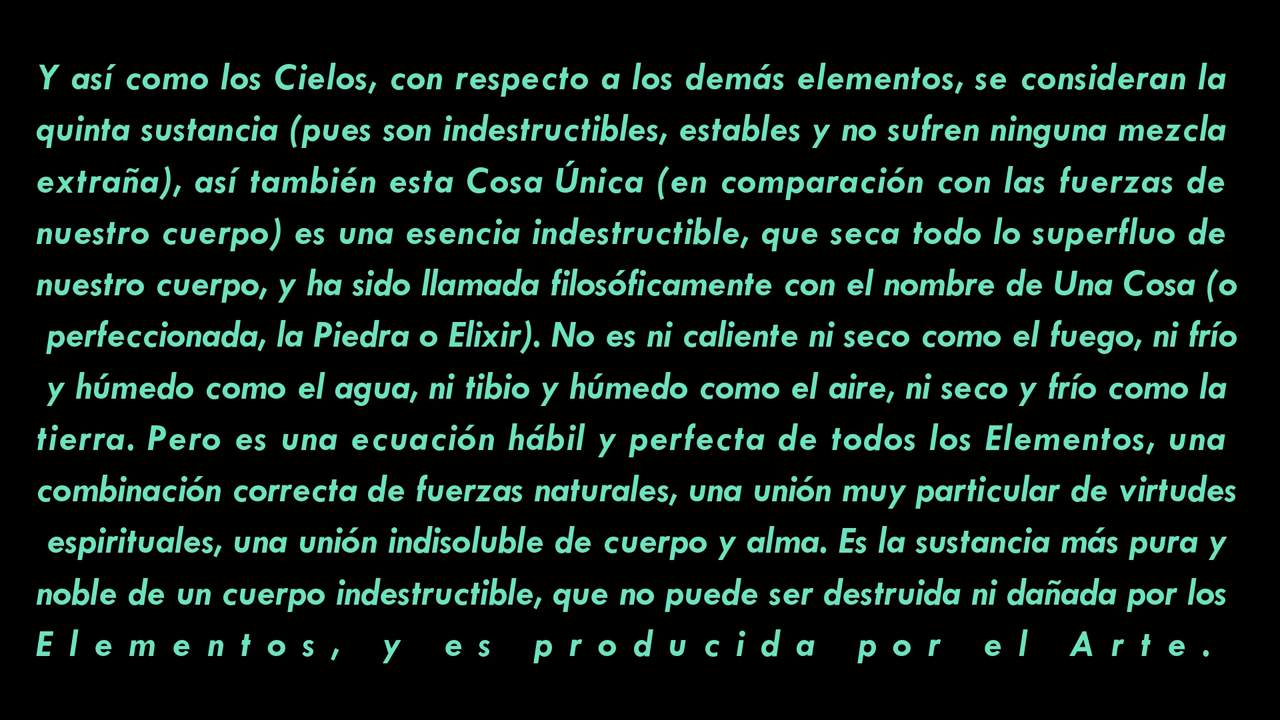 Y así como los Cielos, con respecto a los demás elementos, se consideran la
quinta sustancia (pues son indestructibles, estables y no sufren ninguna mezcla
extraña), así también esta Cosa Única (en comparación con las fuerzas de
nuestro cuerpo) es una esencia indestructible, que seca todo lo superfluo de
nuestro cuerpo, y ha sido llamada filosóficamente con el nombre de Una Cosa (o
perfeccionada, la Piedra o Elixir). No es ni caliente ni seco como el fuego, ni frío
y húmedo como el agua, ni tibio y húmedo como el aire, ni seco y frío como la
tierra. Pero es una ecuación hábil y perfecta de todos los Elementos, una
combinación correcta de fuerzas naturales, una unión muy particular de virtudes
espirituales, una unión indisoluble de cuerpo y alma. Es la sustancia más pura y
noble de un cuerpo indestructible, que no puede ser destruida ni dañada por los
Elementos, y es producida por el Arte.